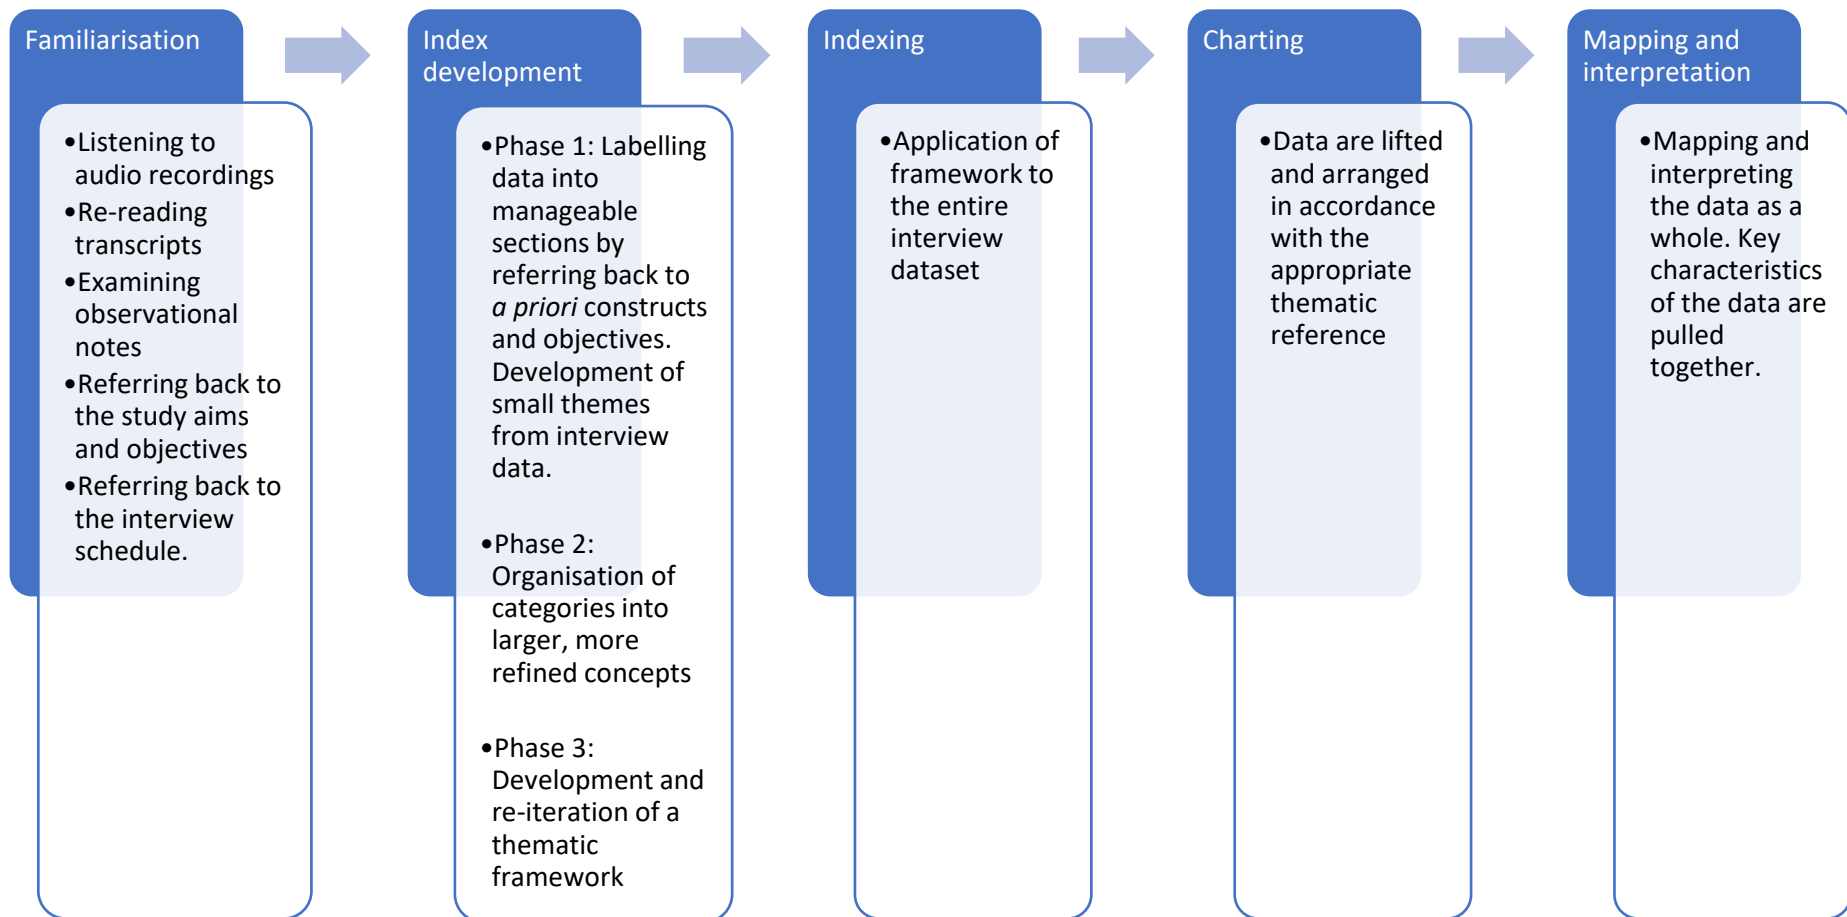 Familiarisation
•Listening to
audio recordings
•Re-reading
transcripts
•Examining
observational
notes
•Referring back to
the study aims
and objectives
•Referring back to
the interview
schedule.
Index
development
•Phase 1: Labelling
data into
manageable
sections by
referring back to
a priori constructs
and objectives.
Development of
small themes
from interview
data.
•Phase 2:
Organisation of
categories into
larger, more
refined concepts
•Phase 3:
Development and
re-iteration of a
thematic
framework
Indexing
•Application of
framework to
the entire
interview
dataset
Charting
•Data are lifted
and arranged
in accordance
with the
appropriate
thematic
reference
Mapping and
interpretation
•Mapping and
interpreting
the data as a
whole. Key
characteristics
of the data are
pulled
together.